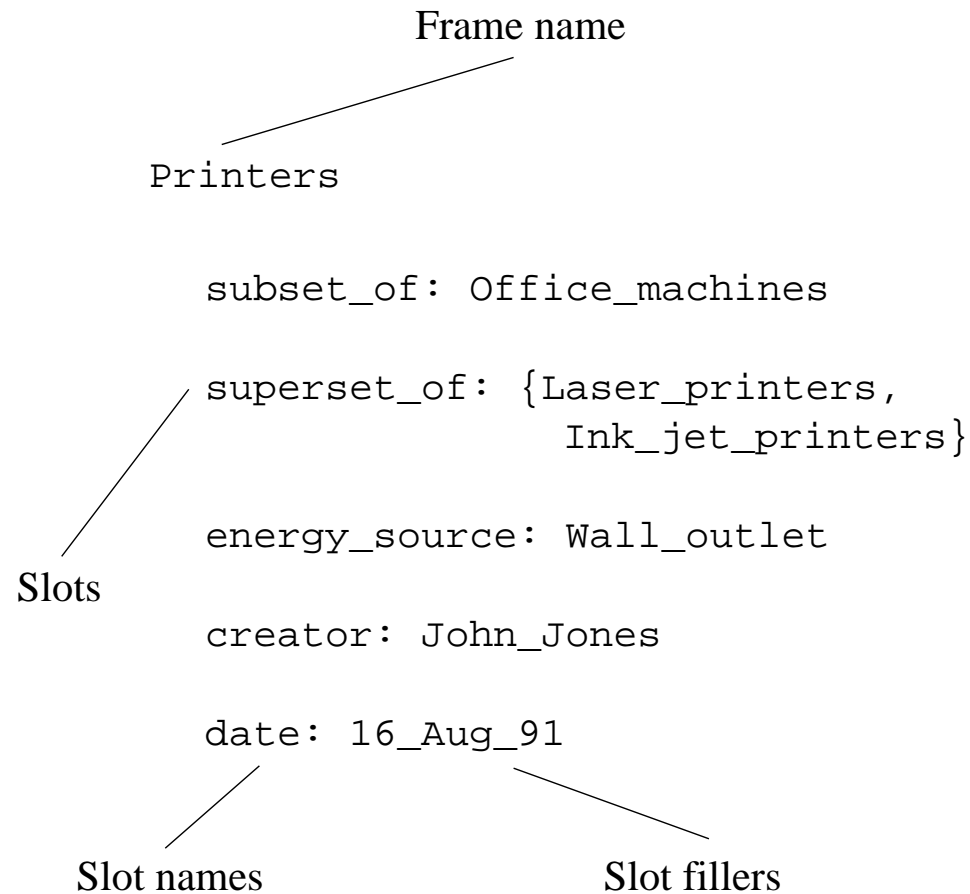 Frame name
Printers
subset_of: Office_machines
superset_of: {Laser_printers,
Ink_jet_printers}
energy_source: Wall_outlet
Slots
creator: John_Jones
date: 16_Aug_91
Slot names
Slot fillers